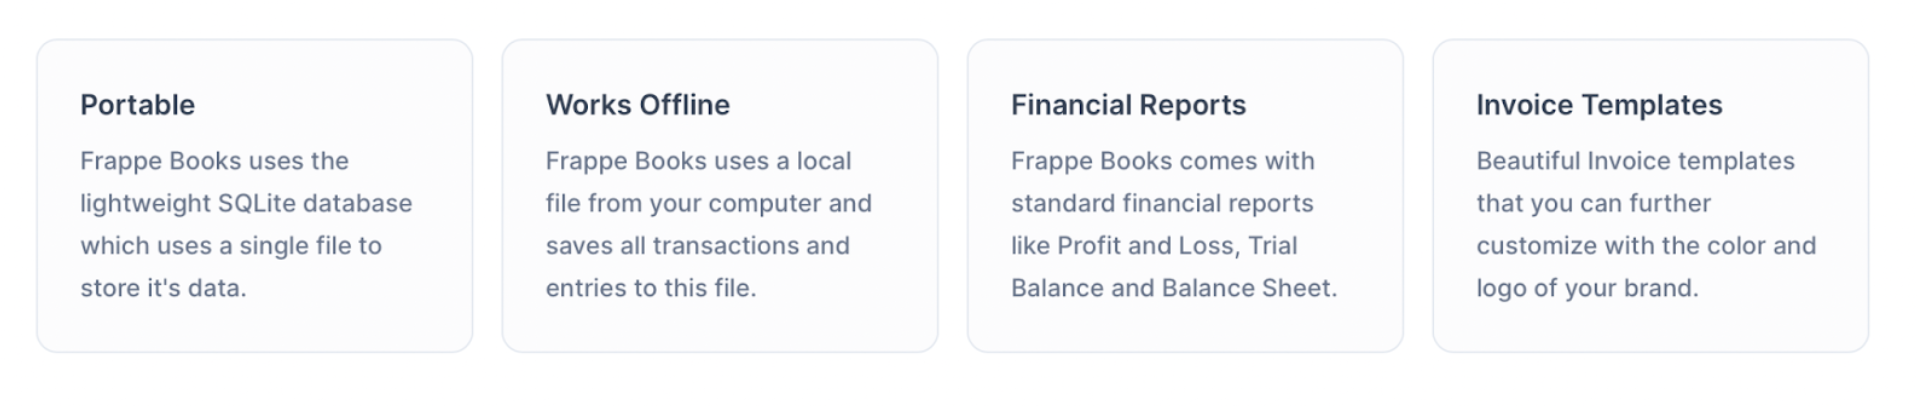 Portable
Frappe Books uses the
lightweight SQLite database
which uses a single file to
store it's data.
Works Offline
Frappe Books uses a local
file from your computer and
saves all transactions and
entries to this file.
Financial Reports
Frappe Books comes with
standard financial reports
like Profit and Loss, Trial
Balance and Balance Sheet.
Invoice Templates
Beautiful Invoice templates
that you can further
customize with the color and
logo of your brand.